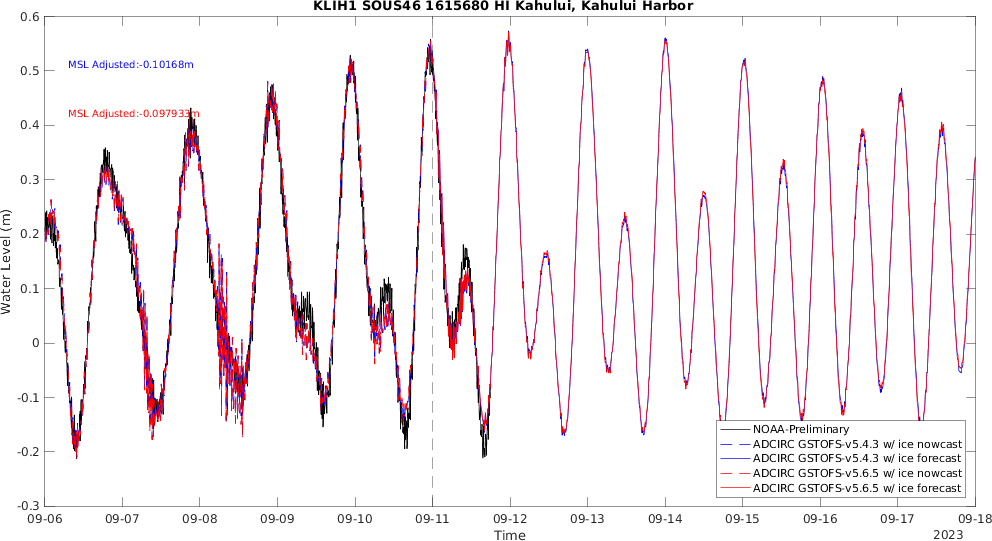 KLIH1 SOUS46 1615680 HI Kahului, Kahului Harbor
0.6
0.5
0.4
0.3
0.2
0.1
0
-0.1
-0.2
-0.3
Water Level (m)
MSL Adjusted:-0.10168m
MSL Adjusted:-0.097933m
NOAA-Preliminary
ADCIRC GSTOFS-v5.4.3 w/ ice nowcast
ADCIRC GSTOFS-v5.4.3 w/ ice forecast
ADCIRC GSTOFS-v5.6.5 w/ ice nowcast
ADCIRC GSTOFS-v5.6.5 w/ ice forecast
09-06 09-07 09-08 09-09 09-10 09-11 09-12 09-13 09-14 09-15 09-16 09-17 09-18
Time
2023